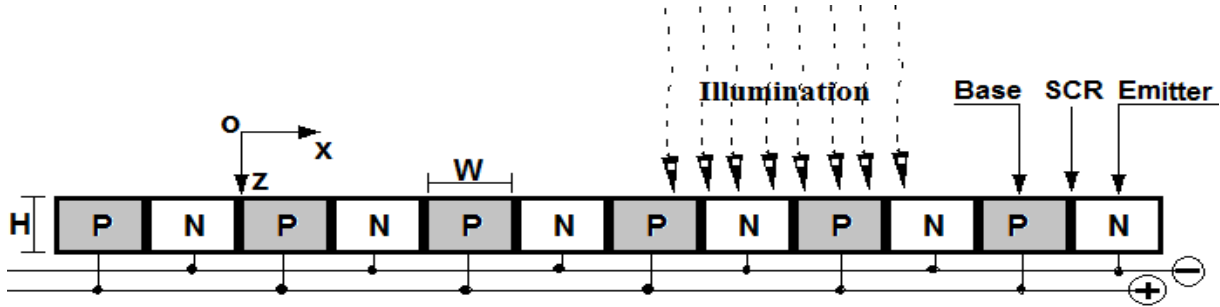 Illumination
Base SCR Emitter
o
x
z
W
H
P N P N P N P N P N P N
−
+